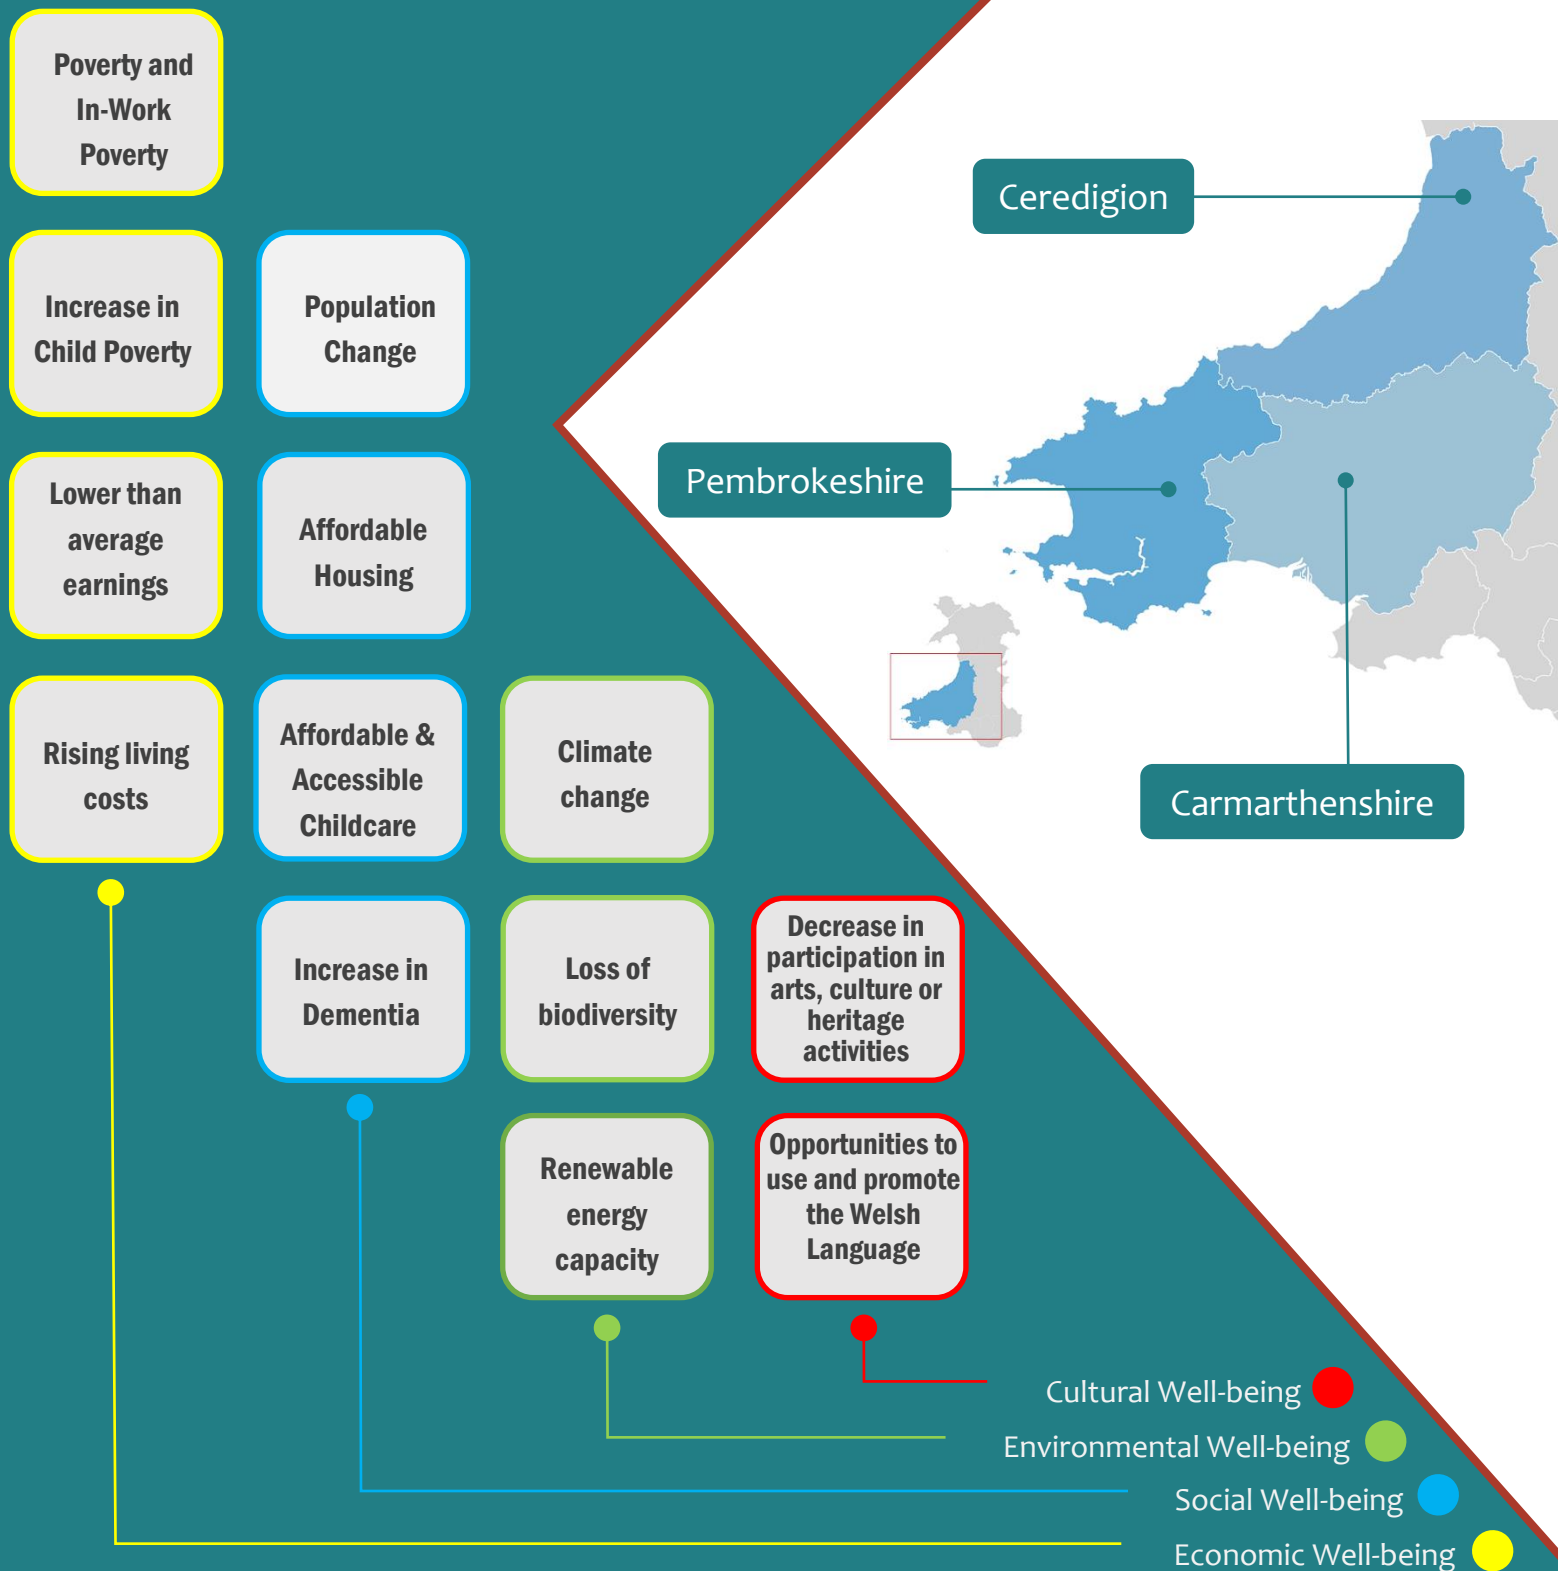 Poverty and
In-Work
Poverty
Increase in
Child Poverty
Population
Change
Lower than
average
earnings
Affordable
Housing
Rising living
costs
Affordable &
Accessible
Childcare
Climate
change
Increase in
Dementia
Loss of
biodiversity
Decrease in
participation in
arts, culture or
heritage
activities
Renewable
energy
capacity
Opportunities to
use and promote
the Welsh
Language
Ceredigion
Pembrokeshire
Carmarthenshire
Cultural Well-being
Environmental Well-being
Social Well-being
Economic Well-being